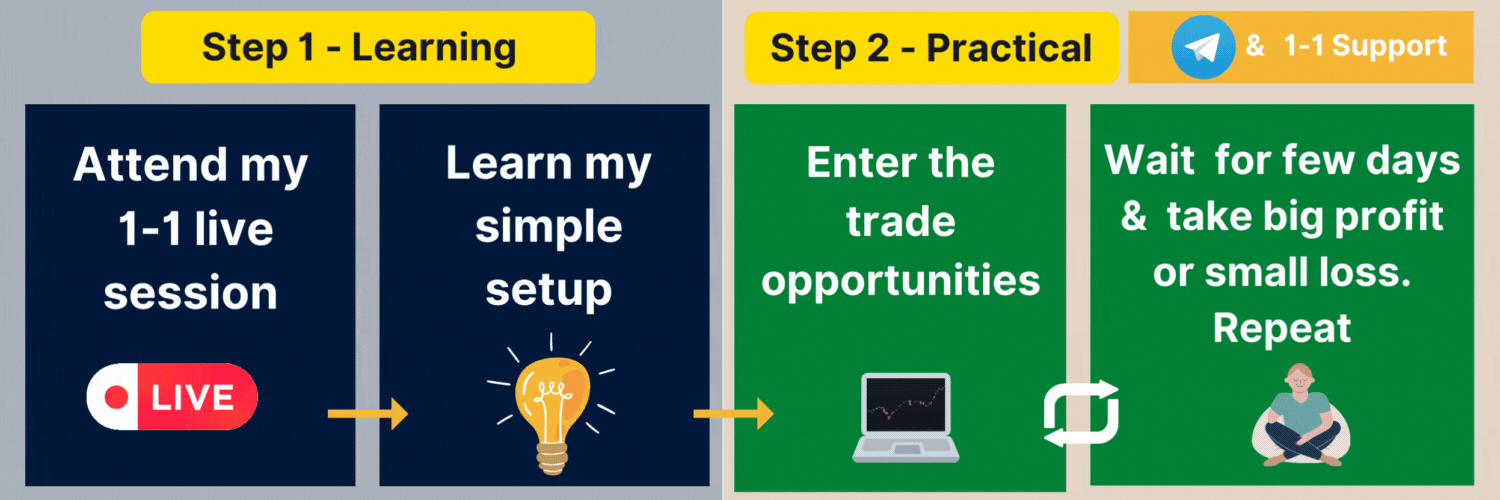 Step 1 - Learning
Attend my
1-1 live
session
LIVE
Learn my
simple
setup
Step 2 - Practical
& 1-1 Support
Enter the
trade
opportunities
Wait for few days
& take big profit
or small loss.
Repeat